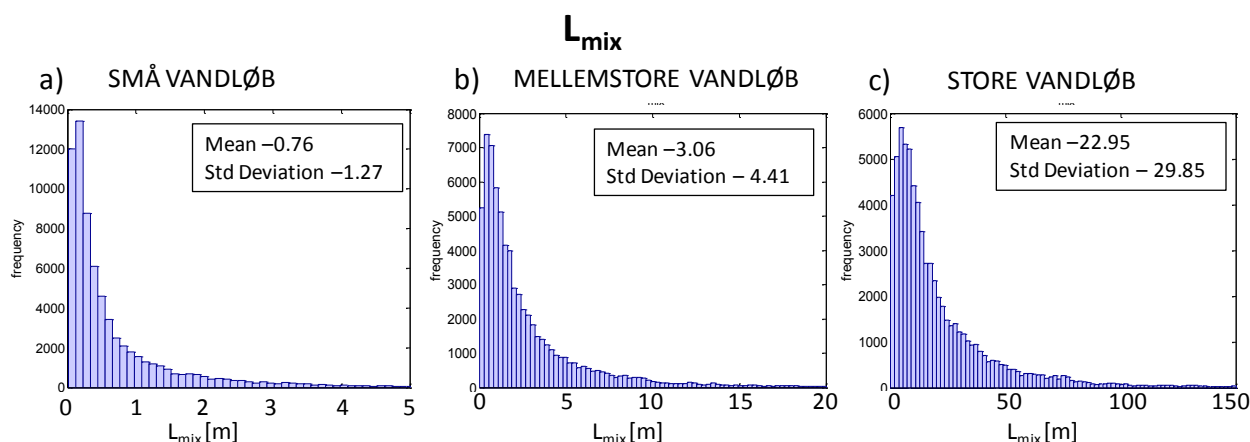 Lmix
a) SMÅ VANDLØB
b) MELLEMSTORE VANDLØB
c) STORE VANDLØB
Mean –0.76
Std Deviation –1.27
Mean –3.06
Std Deviation – 4.41
Mean –22.95
Std Deviation – 29.85
frequency
14000
12000
10000
8000
6000
4000
2000
0
0 1 2 3 4 5
Lmix [m]
frequency
8000
7000
6000
5000
4000
3000
2000
1000
0
0 5 10 15 20
Lmix [m]
frequency
6000
5000
4000
3000
2000
1000
0
0 50 100 150
Lmix [m]